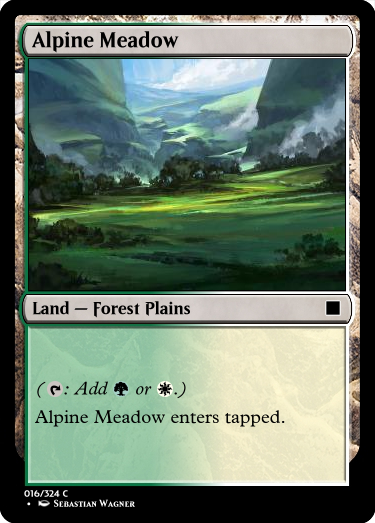 Alpine Meadow
Land — Forest Plains
( : Add or .)
Alpine Meadow enters tapped.
016/324 C
• Sebastian Wagner